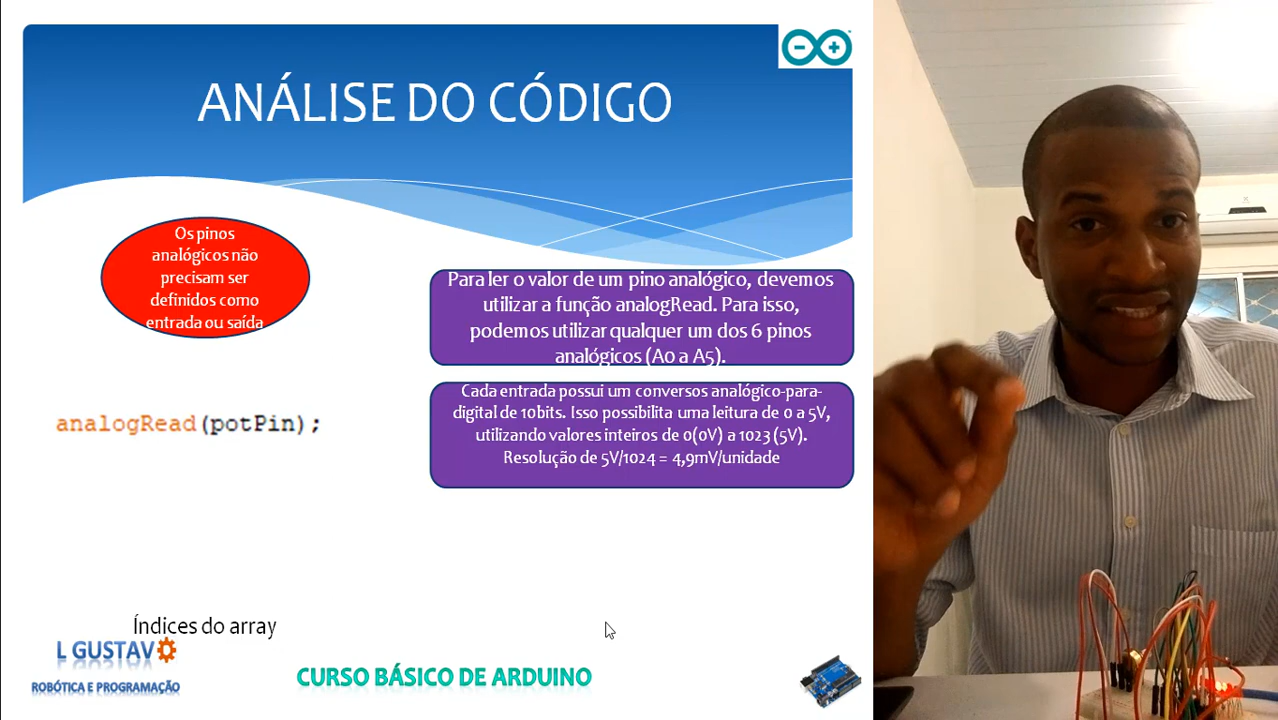 ANÁLISE DO CÓDIGO
Os pinos
analógicos não
precisam ser
definidos como
entrada ou saída
Para ler o valor de um pino analógico, devemos
utilizar a função analogRead. Para isso,
podemos utilizar qualquer um dos 6 pinos
analógicos (A0 a A5).
Cada entrada possui um conversos analógico-para-
digital de 10bits. Isso possibilita uma leitura de 0 a 5V,
utilizando valores inteiros de 0(0V) a 1023 (5V).
Resolução de 5V/1024 = 4,9mV/unidade
analogRead(potPin);
Índices do array
L GUSTAVO
ROBÓTICA E PROGRAMAÇÃO
CURSO BÁSICO DE ARDUINO